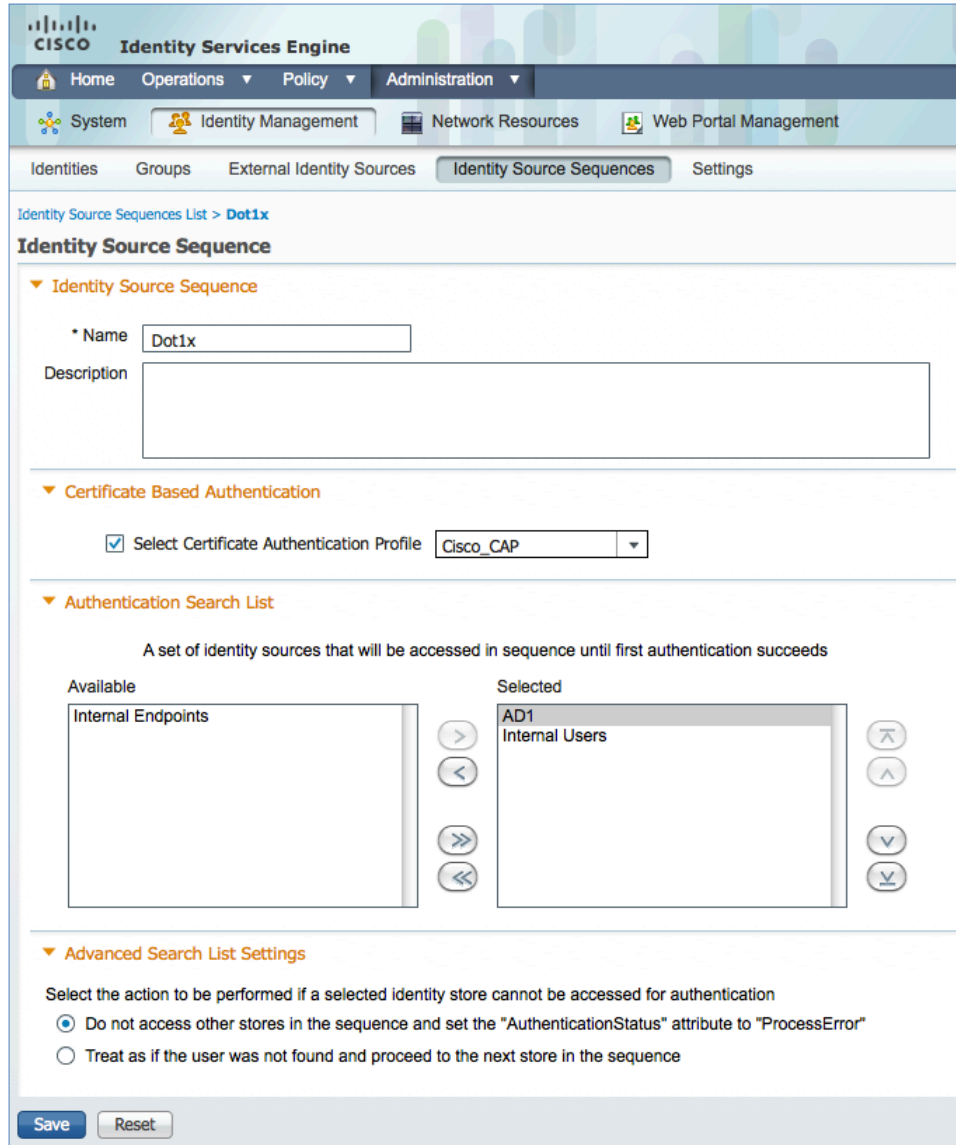 CISCO Identity Services Engine
Home Operations Policy Administration
System Identity Management Network Resources Web Portal Management
Identities Groups External Identity Sources Identity Source Sequences Settings
Identity Source Sequences List > Dot1x
Identity Source Sequence
Identity Source Sequence
* Name Dot1x
Description
Certificate Based Authentication
Select Certificate Authentication Profile Cisco_CAP
Authentication Search List
A set of identity sources that will be accessed in sequence until first authentication succeeds
Available Selected
Internal Endpoints AD1
Internal Users
Advanced Search List Settings
Select the action to be performed if a selected identity store cannot be accessed for authentication
Do not access other stores in the sequence and set the "AuthenticationStatus" attribute to "ProcessError"
Treat as if the user was not found and proceed to the next store in the sequence
Save Reset